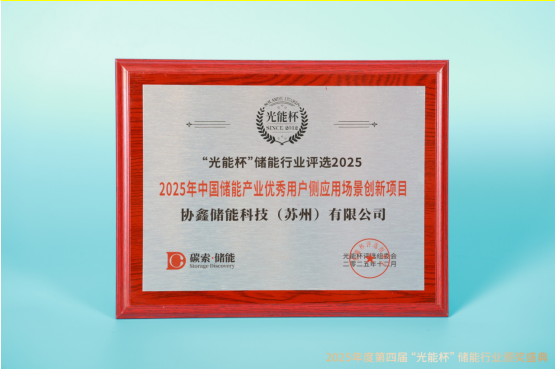 光能杯
SINCE 2012
“光能杯”储能行业评选2025
2025年中国储能产业优秀用户侧应用场景创新项目
协鑫储能科技（苏州）有限公司
碳索·储能
Storage Discovery
光能杯评选组委会
二零二五年十二月
2025年度第四届“光能杯”储能行业颁奖盛典